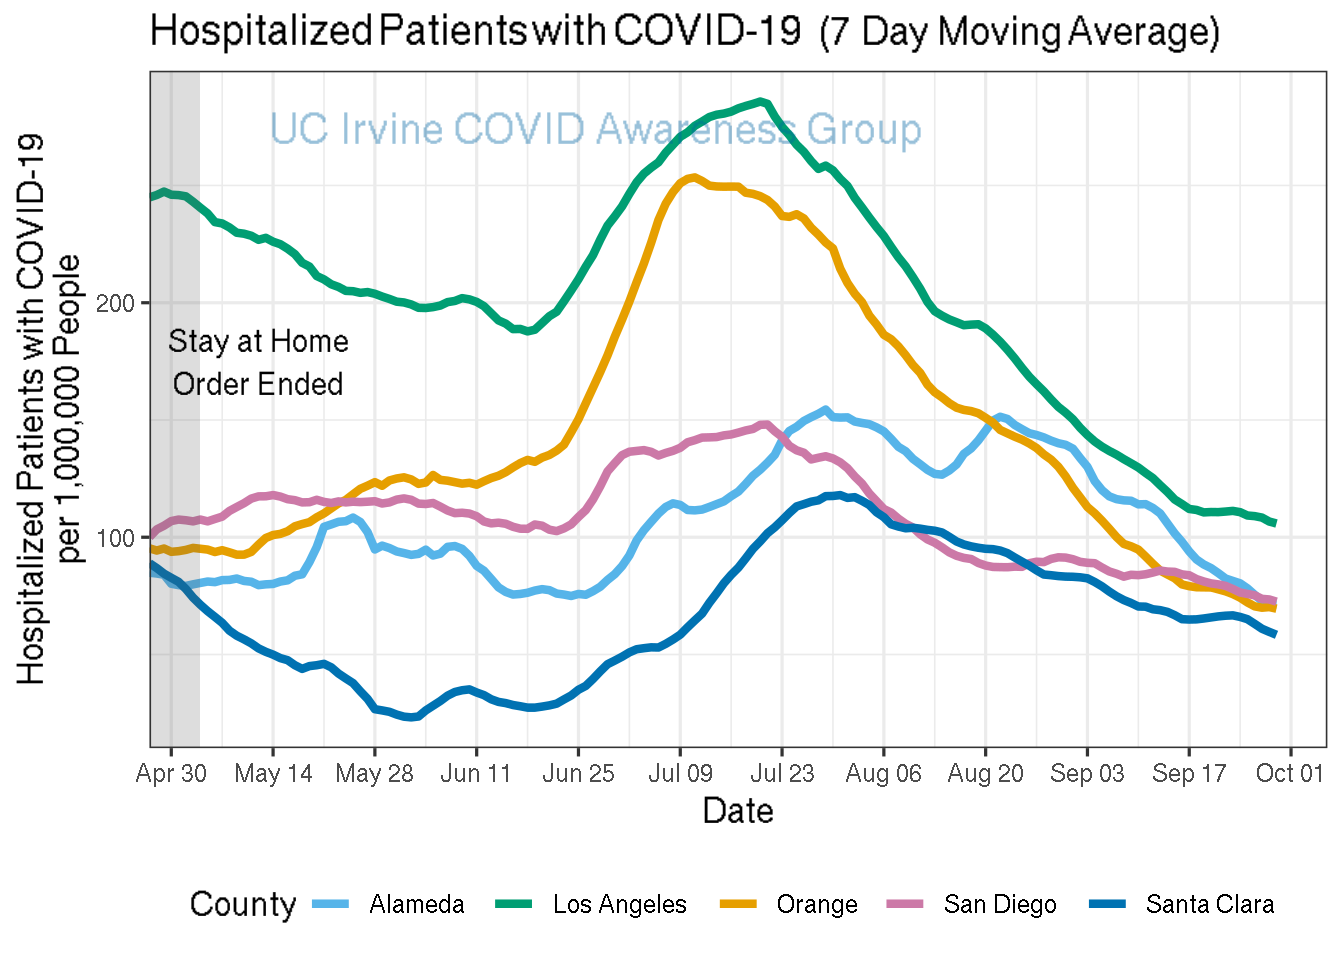 Hospitalized Patients with COVID-19 (7 Day Moving Average)
UC Irvine COVID Awareness Group
Hospitalized Patients with COVID-19
per 1,000,000 People
200
100
Stay at Home
Order Ended
Apr 30 May 14 May 28 Jun 11 Jun 25 Jul 09 Jul 23 Aug 06 Aug 20 Sep 03 Sep 17 Oct 01
Date
County Alameda Los Angeles Orange San Diego Santa Clara